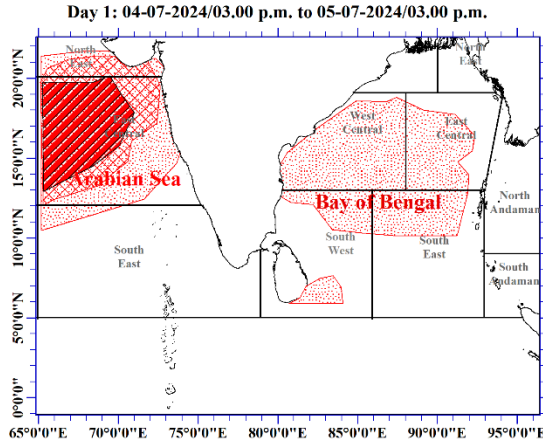 Day 1: 04-07-2024/03.00 p.m. to 05-07-2024/03.00 p.m.
North
East
North
East
East
Central
West
Central
East
Central
Arabian Sea
Bay of Bengal
North
Andaman
South
East
South
West
South
East
South
Andaman
20°0'0"N
15°0'0"N
10°0'0"N
5°0'0"N
0°0'0"
65°0'0"E 70°0'0"E 75°0'0"E 80°0'0"E 85°0'0"E 90°0'0"E 95°0'0"E